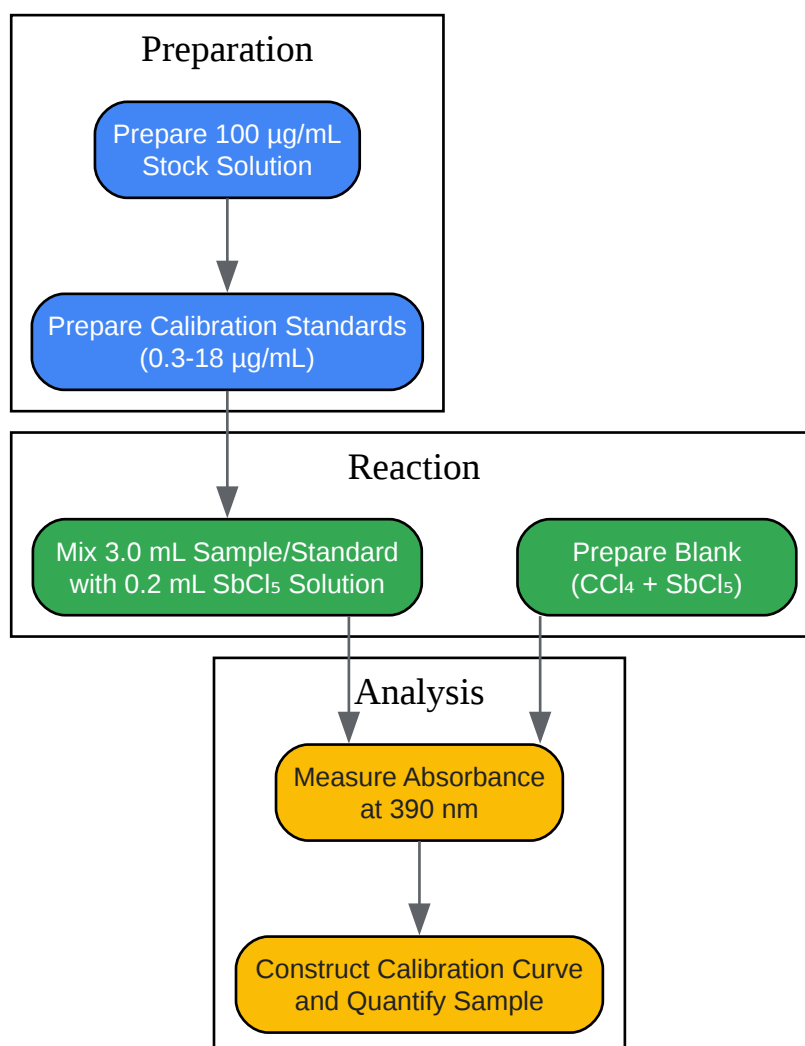 Preparation
Prepare 100 µg/mL
Stock Solution
Prepare Calibration Standards
(0.3-18 µg/mL)
Reaction
Mix 3.0 mL Sample/Standard
with 0.2 mL SbCl₅ Solution
Prepare Blank
(CCl₄ + SbCl₅)
Analysis
Measure Absorbance
at 390 nm
Construct Calibration Curve
and Quantify Sample